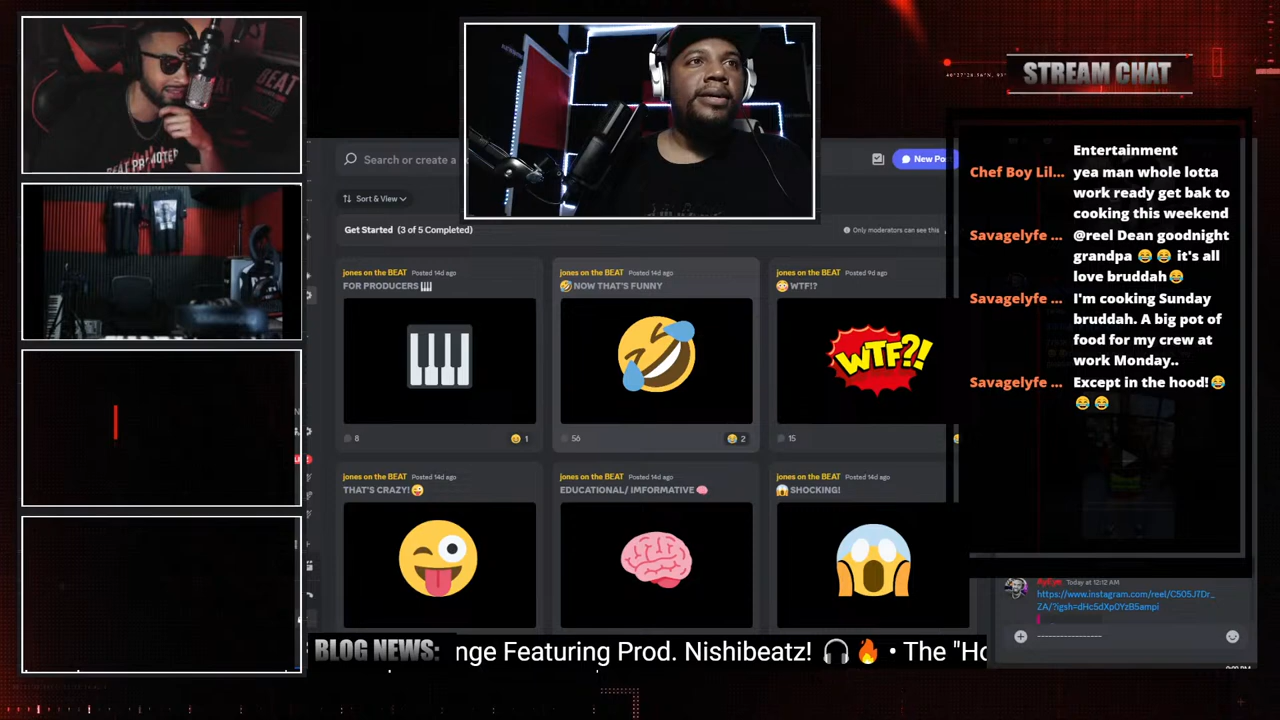 BEAT
BEAT PROMOTER
Search or create a
New Po
Sort & View
Get Started (3 of 5 Completed)
Only moderators can see this
jones on the BEAT Posted 14d ago
FOR PRODUCERS 🎹
8
😊 1
jones on the BEAT Posted 14d ago
🤣 NOW THAT'S FUNNY
56
😂 2
jones on the BEAT Posted 9d ago
😳 WTF!?
WTF?!
15
jones on the BEAT Posted 14d ago
THAT'S CRAZY! 😜
jones on the BEAT Posted 14d ago
EDUCATIONAL/ IMFORMATIVE 🧠
jones on the BEAT Posted 14d ago
😱 SHOCKING!
STREAM CHAT
Entertainment
Chef Boy Lil... yea man whole lotta
work ready get bak to
cooking this weekend
Savagelyfe ... @reel Dean goodnight
grandpa 😂 😂 it's all
love bruddah😂
Savagelyfe ... I'm cooking Sunday
bruddah. A big pot of
food for my crew at
work Monday..
Savagelyfe ... Except in the hood!😂
😂 😂
Today at 12:12 AM
https://www.instagram.com/reel/C5O5J7Dr_
ZA/?igsh=dHc5dXp0YzB5ampi
-----------------
BLOG NEWS: nge Featuring Prod. Nishibeatz! 🎧 🔥 • The "Ho